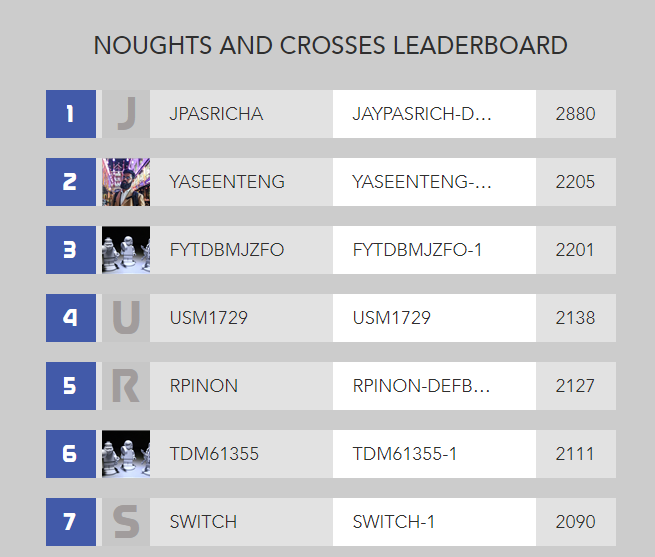 NOUGHTS AND CROSSES LEADERBOARD
1 J JPASRICHA JAYPASRICH-D... 2880
2 YASEENTENG YASEENTENG-... 2205
3 FYTDBMJZFO FYTDBMJZFO-1 2201
4 U USM1729 USM1729 2138
5 R RPINON RPINON-DEFB... 2127
6 TDM61355 TDM61355-1 2111
7 S SWITCH SWITCH-1 2090